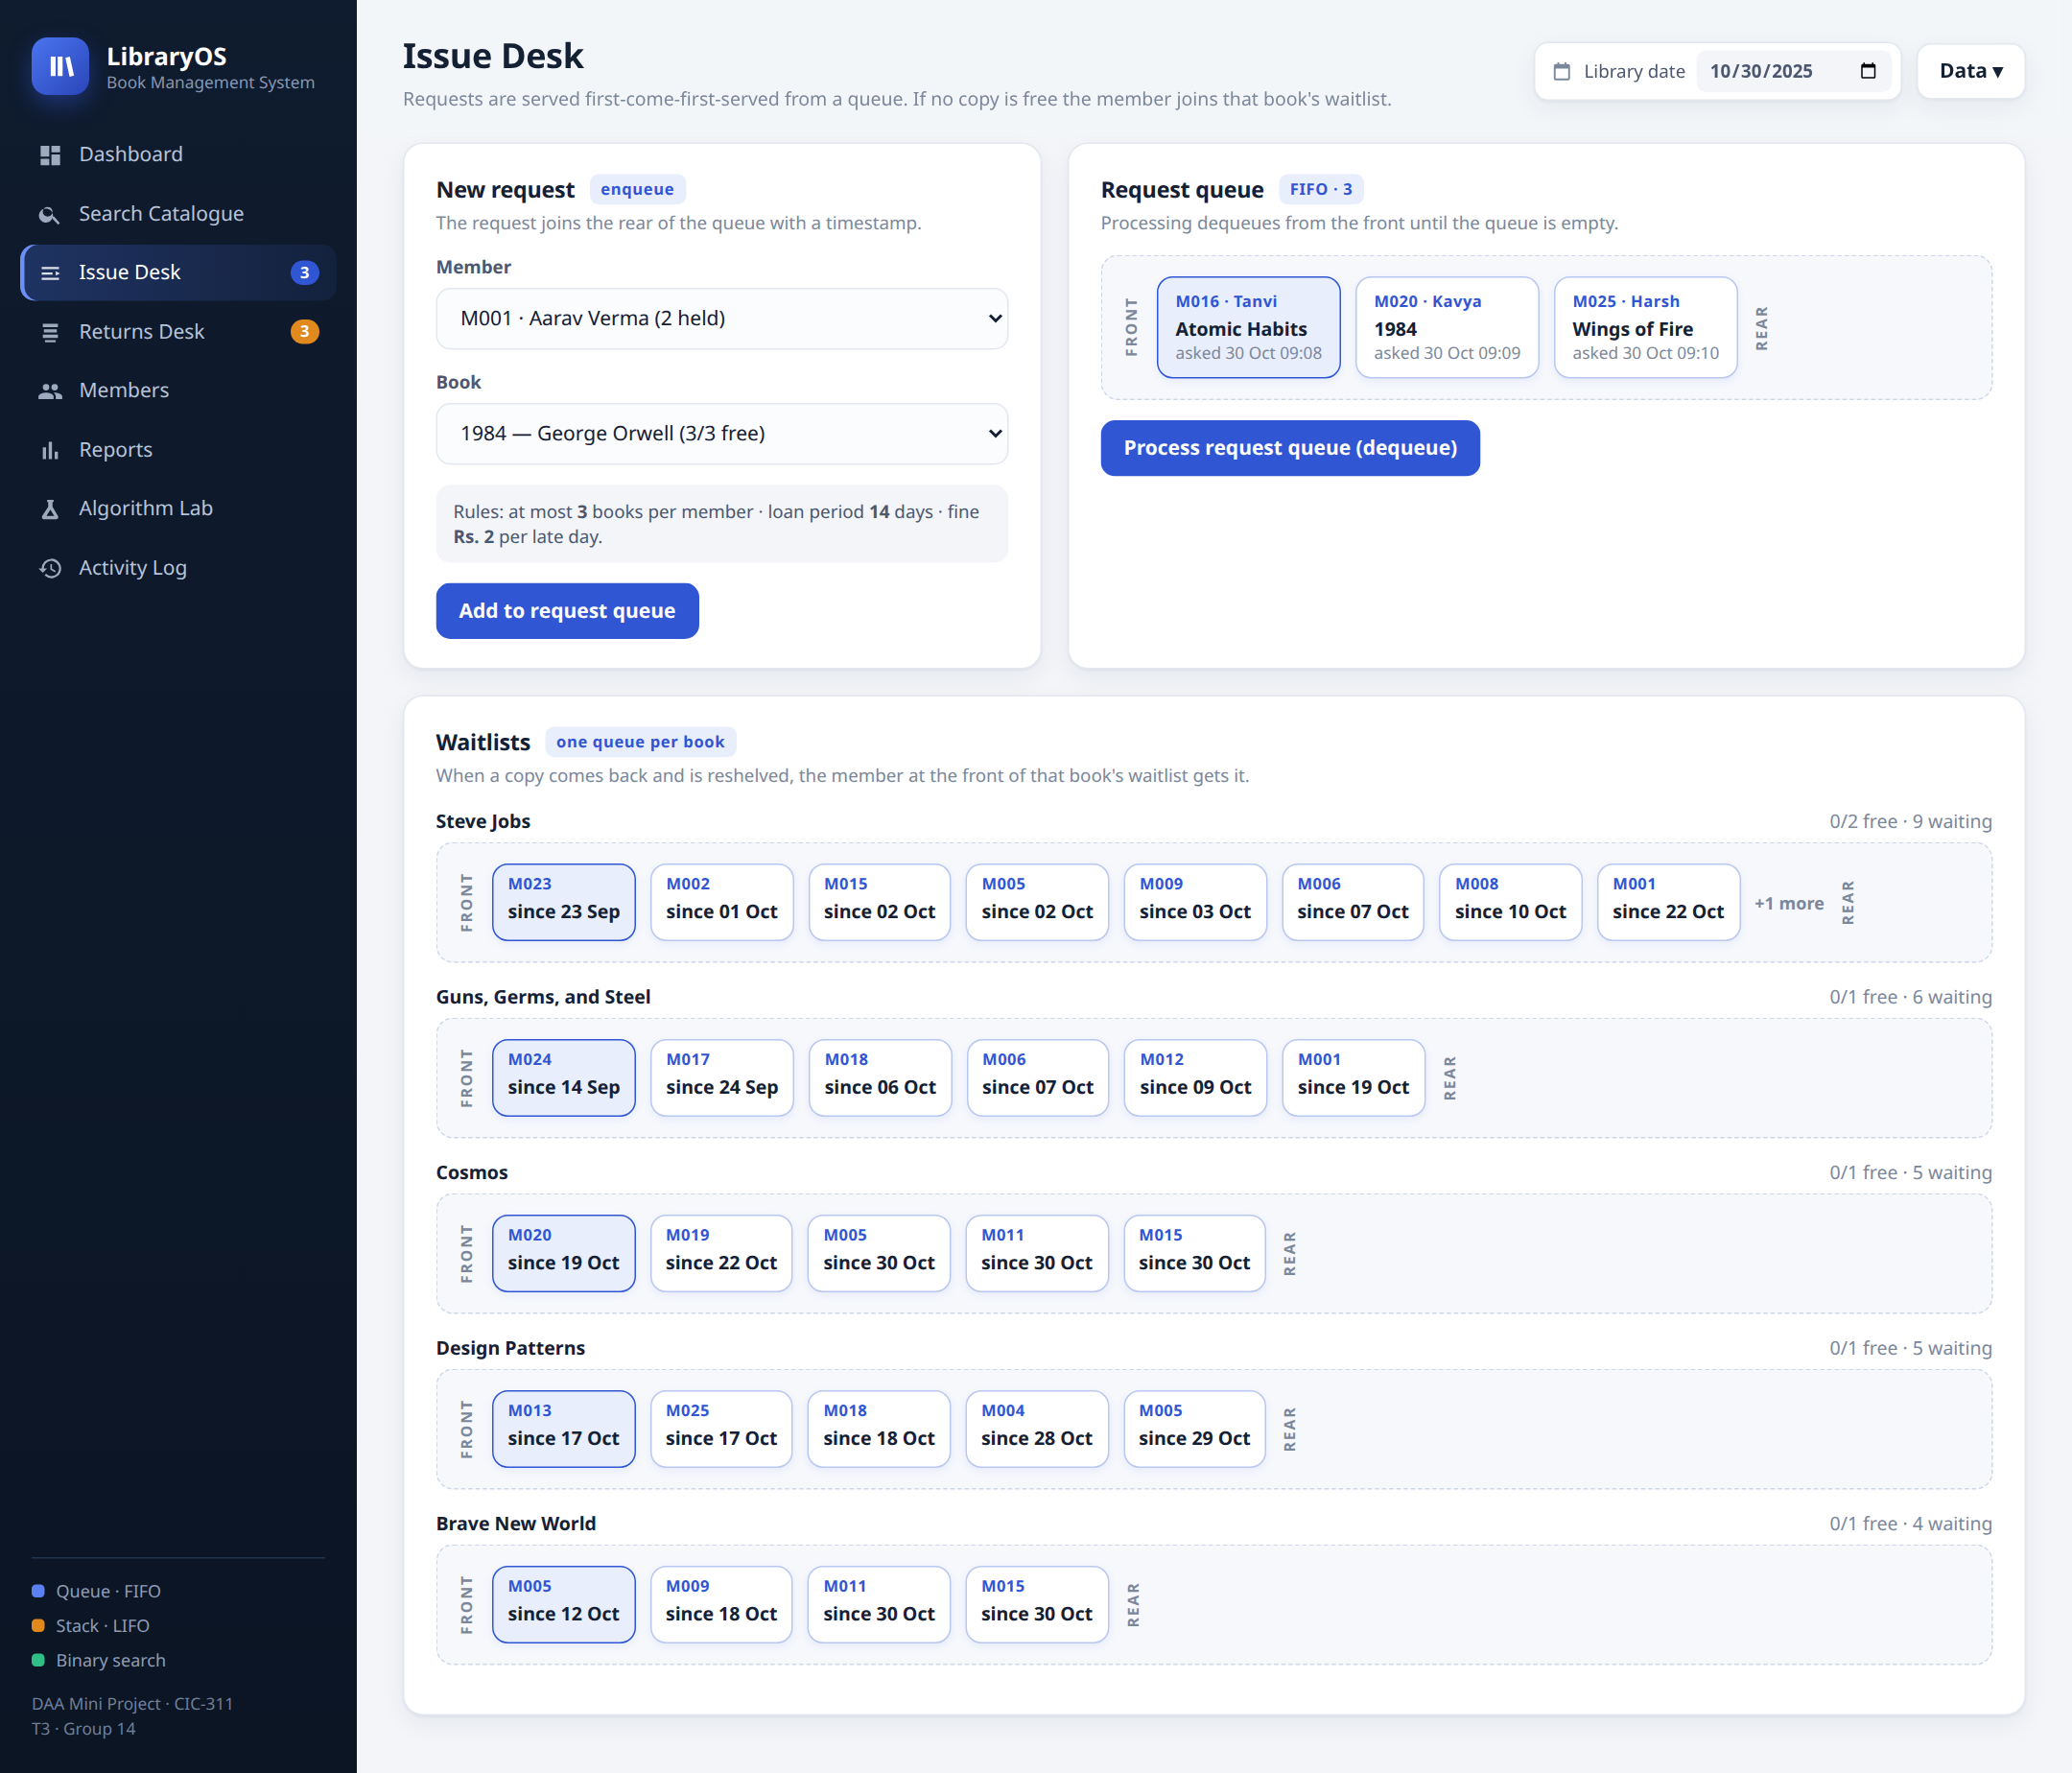 LibraryOS
Book Management System
Dashboard
Search Catalogue
Issue Desk
3
Returns Desk
3
Members
Reports
Algorithm Lab
Activity Log
Queue · FIFO
Stack · LIFO
Binary search
DAA Mini Project · CIC-311
T3 · Group 14
Issue Desk
Requests are served first-come-first-served from a queue. If no copy is free the member joins that book's waitlist.
Library date 10/30/2025
Data ▾
New request enqueue
The request joins the rear of the queue with a timestamp.
Member
M001 · Aarav Verma (2 held)
Book
1984 — George Orwell (3/3 free)
Rules: at most 3 books per member · loan period 14 days · fine
Rs. 2 per late day.
Add to request queue
Request queue FIFO · 3
Processing dequeues from the front until the queue is empty.
FRONT
M016 · Tanvi
Atomic Habits
asked 30 Oct 09:08
M020 · Kavya
1984
asked 30 Oct 09:09
M025 · Harsh
Wings of Fire
asked 30 Oct 09:10
REAR
Process request queue (dequeue)
Waitlists one queue per book
When a copy comes back and is reshelved, the member at the front of that book's waitlist gets it.
Steve Jobs
0/2 free · 9 waiting
FRONT
M023
since 23 Sep
M002
since 01 Oct
M015
since 02 Oct
M005
since 02 Oct
M009
since 03 Oct
M006
since 07 Oct
M008
since 10 Oct
M001
since 22 Oct
+1 more
REAR
Guns, Germs, and Steel
0/1 free · 6 waiting
FRONT
M024
since 14 Sep
M017
since 24 Sep
M018
since 06 Oct
M006
since 07 Oct
M012
since 09 Oct
M001
since 19 Oct
REAR
Cosmos
0/1 free · 5 waiting
FRONT
M020
since 19 Oct
M019
since 22 Oct
M005
since 30 Oct
M011
since 30 Oct
M015
since 30 Oct
REAR
Design Patterns
0/1 free · 5 waiting
FRONT
M013
since 17 Oct
M025
since 17 Oct
M018
since 18 Oct
M004
since 28 Oct
M005
since 29 Oct
REAR
Brave New World
0/1 free · 4 waiting
FRONT
M005
since 12 Oct
M009
since 18 Oct
M011
since 30 Oct
M015
since 30 Oct
REAR